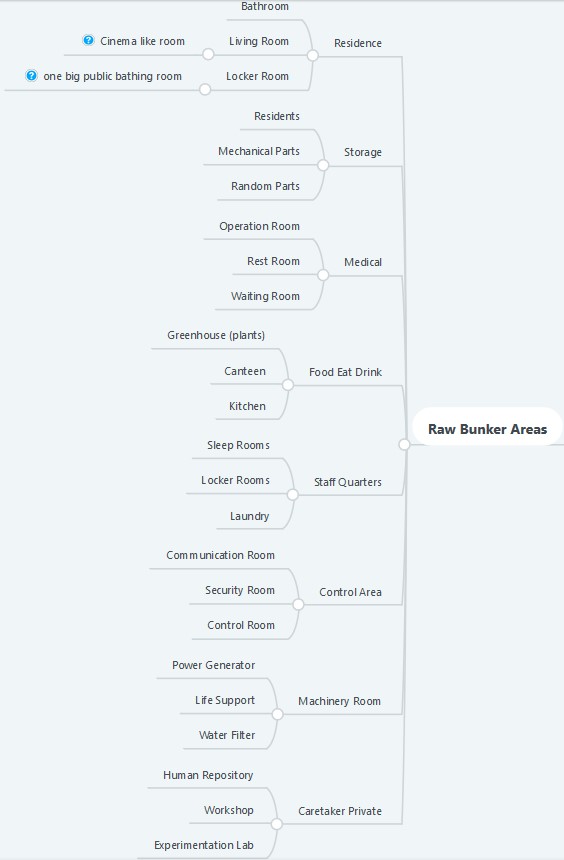 Bathroom
Cinema like room
Living Room
Residence
one big public bathing room
Locker Room
Residents
Mechanical Parts
Storage
Random Parts
Operation Room
Rest Room
Medical
Waiting Room
Greenhouse (plants)
Canteen
Food Eat Drink
Kitchen
Raw Bunker Areas
Sleep Rooms
Locker Rooms
Staff Quarters
Laundry
Communication Room
Security Room
Control Area
Control Room
Power Generator
Life Support
Machinery Room
Water Filter
Human Repository
Workshop
Caretaker Private
Experimentation Lab